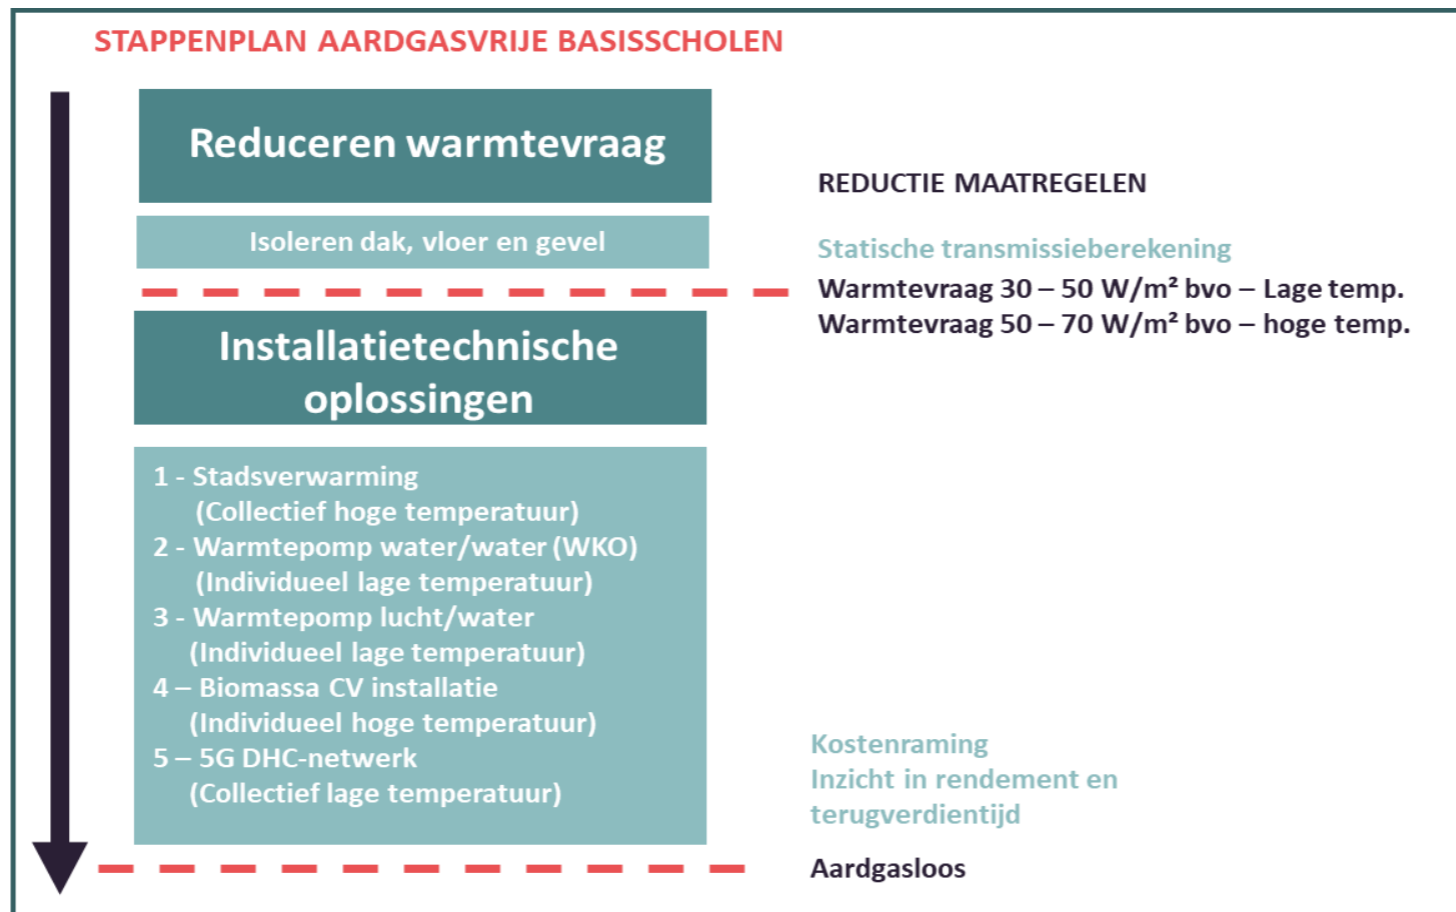 STAPPENPLAN AARDGASVRIJE BASISSCHOLEN
Reduceren warmtevraag
Isoleren dak, vloer en gevel
REDUCTIE MAATREGELEN
Statische transmissieberekening
Warmtevraag 30 – 50 W/m² bvo – Lage temp.
Warmtevraag 50 – 70 W/m² bvo – hoge temp.
Installatietechnische
oplossingen
1 - Stadsverwarming
(Collectief hoge temperatuur)
2 - Warmtepomp water/water (WKO)
(Individueel lage temperatuur)
3 - Warmtepomp lucht/water
(Individueel lage temperatuur)
4 – Biomassa CV installatie
(Individueel hoge temperatuur)
5 – 5G DHC-netwerk
(Collectief lage temperatuur)
Kostenraming
Inzicht in rendement en
terugverdientijd
Aardgasloos